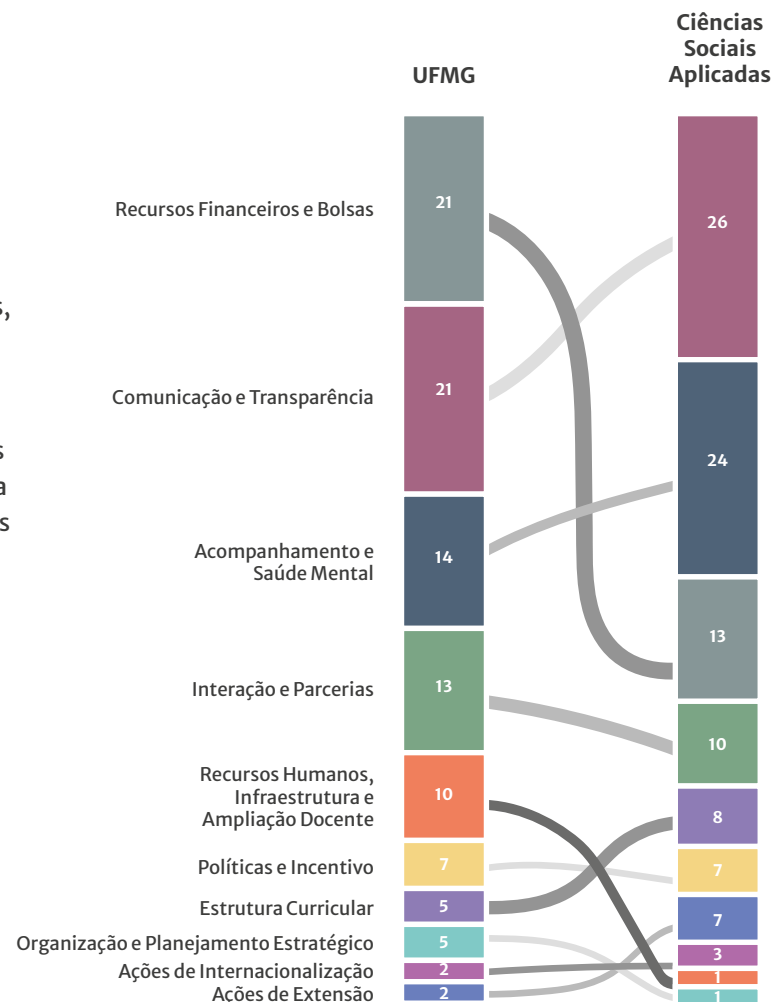 Ciências
Sociais
Aplicadas
UFMG
Recursos Financeiros e Bolsas
21
26
s,
Comunicação e Transparência
21
s
a
s
24
Acompanhamento e
Saúde Mental
14
13
Interação e Parcerias
13
10
Recursos Humanos,
Infraestrutura e
Ampliação Docente
10
8
Políticas e Incentivo
7
7
Estrutura Curricular
5
7
Organização e Planejamento Estratégico
5
3
Ações de Internacionalização
2
1
Ações de Extensão
2
1